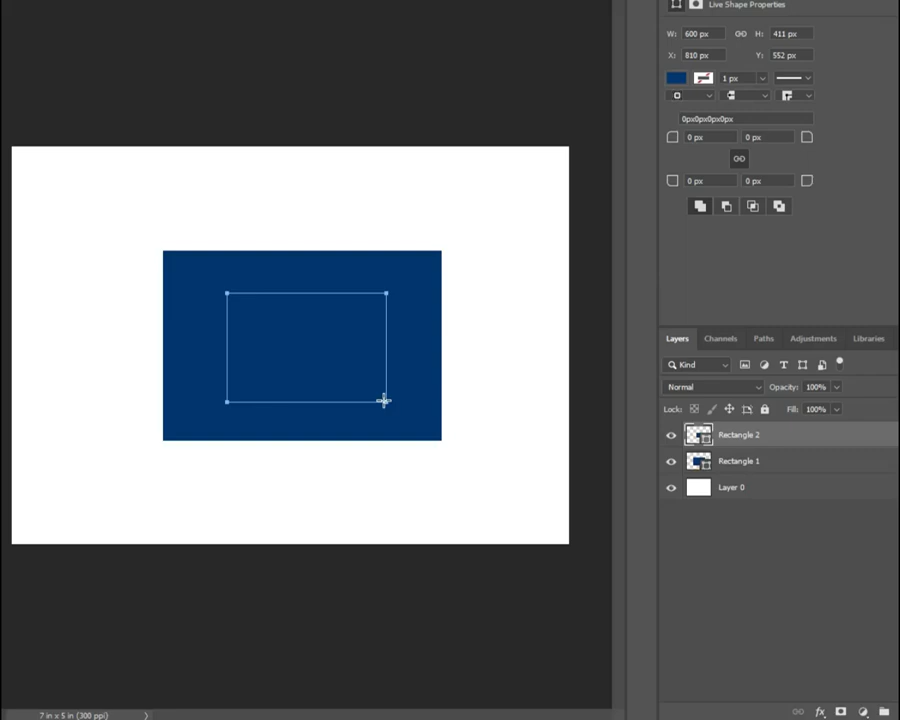 Live Shape Properties
W: 600 px H: 411 px
X: 810 px Y: 552 px
1 px
0px0px0px0px
0 px 0 px
0 px 0 px
Layers Channels Paths Adjustments Libraries
Kind
Normal Opacity: 100%
Lock: Fill: 100%
Rectangle 2
Rectangle 1
Layer 0
fx
7 in x 5 in (300 ppi)